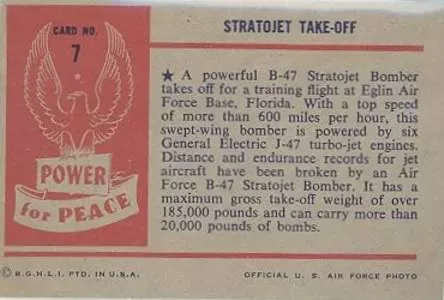 CARD NO.
7
POWER
for PEACE
STRATOJET TAKE-OFF
★ A powerful B-47 Stratojet Bomber
takes off for a training flight at Eglin Air
Force Base, Florida. With a top speed
of more than 600 miles per hour, this
swept-wing bomber is powered by six
General Electric J-47 turbo-jet engines.
Distance and endurance records for jet
aircraft have been broken by an Air
Force B-47 Stratojet Bomber. It has a
maximum gross take-off weight of over
185,000 pounds and can carry more than
20,000 pounds of bombs.
© B.G.H.L.I. PTD. IN U.S.A.
OFFICIAL U. S. AIR FORCE PHOTO